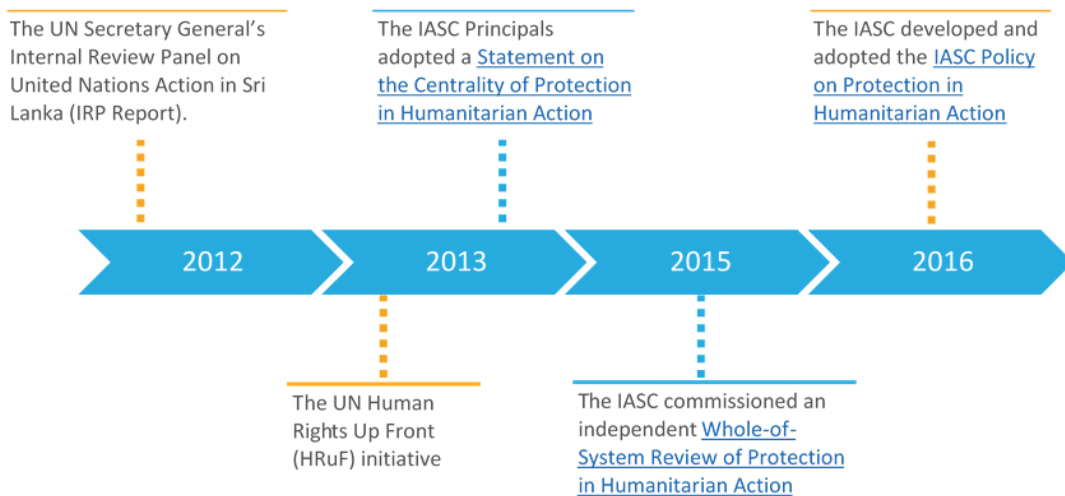 The UN Secretary General's
Internal Review Panel on
United Nations Action in Sri
Lanka (IRP Report).
The IASC Principals
adopted a Statement on
the Centrality of Protection
in Humanitarian Action
The IASC developed and
adopted the IASC Policy
on Protection in
Humanitarian Action
2012
2013
2015
2016
The UN Human
Rights Up Front
(HRuF) initiative
The IASC commissioned an
independent Whole-of-
System Review of Protection
in Humanitarian Action